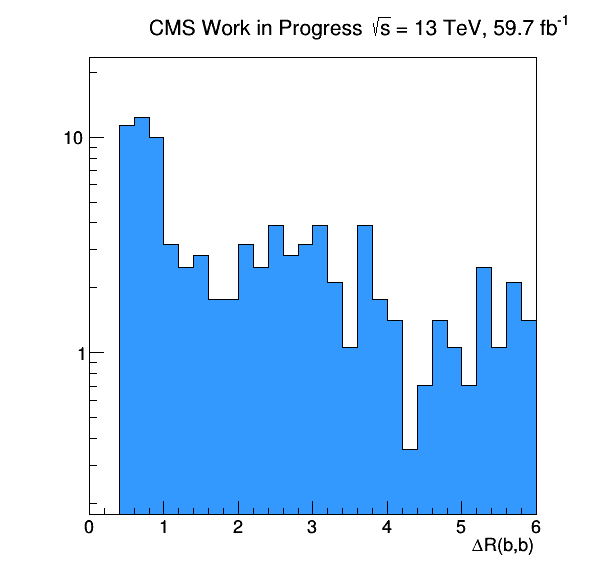 CMS Work in Progress √s = 13 TeV, 59.7 fb⁻¹
10
1
0 1 2 3 4 5 6
ΔR(b,b)